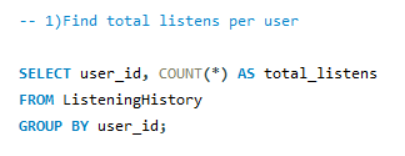 -- 1)Find total listens per user
SELECT user_id, COUNT(*) AS total_listens
FROM ListeningHistory
GROUP BY user_id;